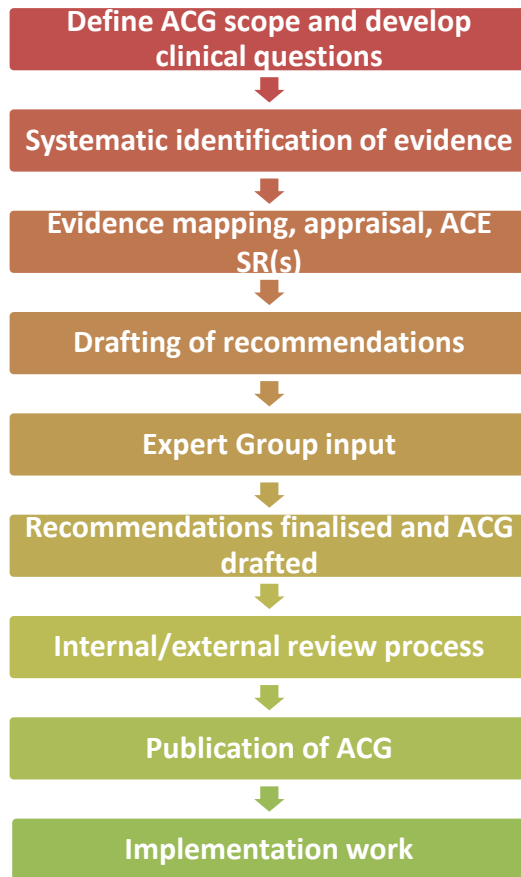 Define ACG scope and develop
clinical questions
Systematic identification of evidence
Evidence mapping, appraisal, ACE
SR(s)
Drafting of recommendations
Expert Group input
Recommendations finalised and ACG
drafted
Internal/external review process
Publication of ACG
Implementation work